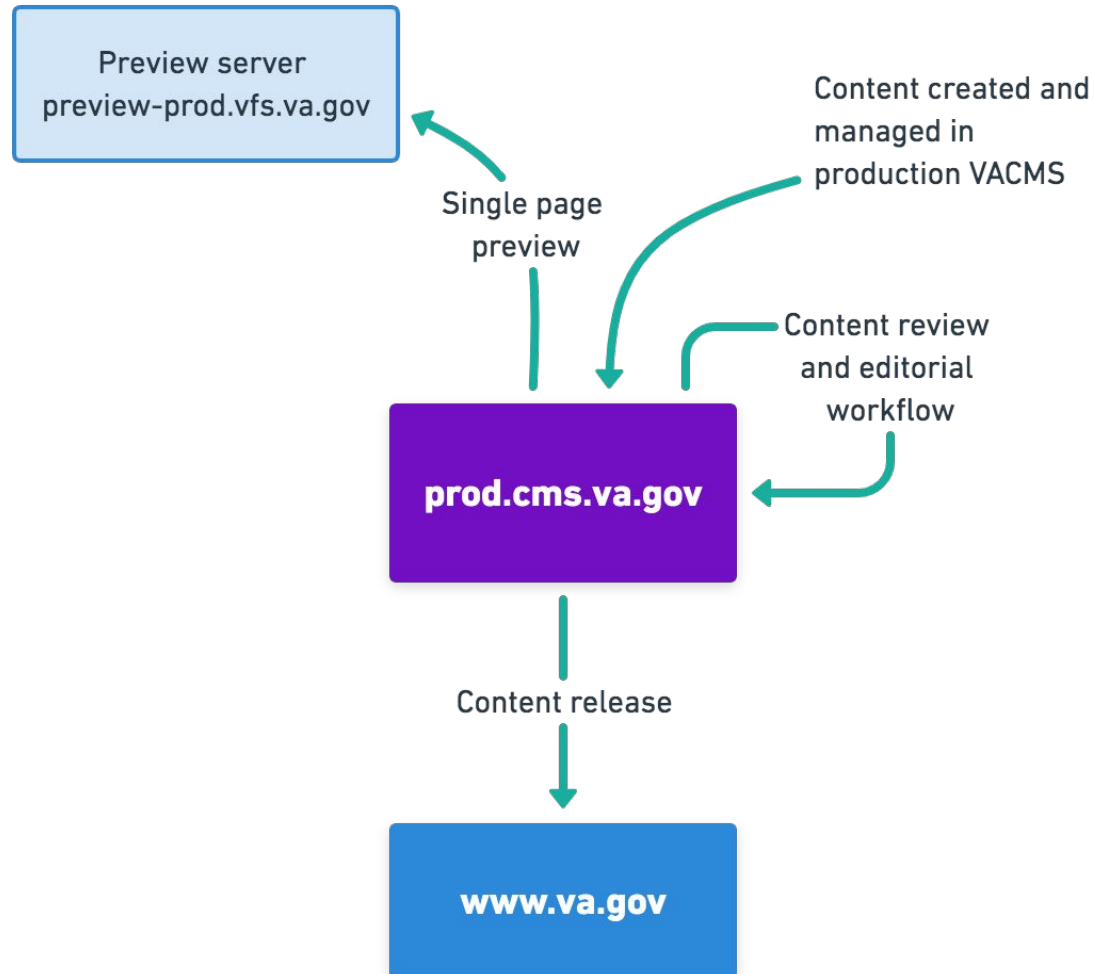 Preview server
preview-prod.vfs.va.gov
Content created and
managed in
production VACMS
Single page
preview
Content review
and editorial
workflow
prod.cms.va.gov
Content release
www.va.gov